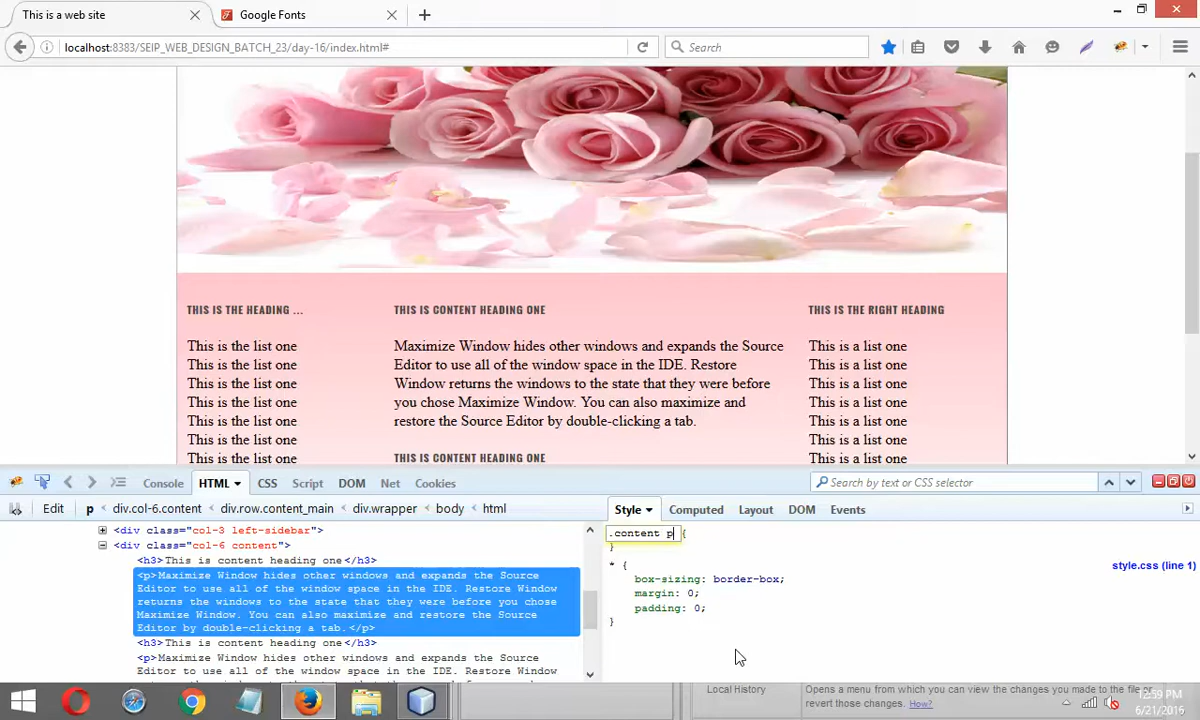 This is a web site
Google Fonts
localhost:8383/SEIP_WEB_DESIGN_BATCH_23/day-16/index.html#
Search
THIS IS THE HEADING ...
This is the list one
This is the list one
This is the list one
This is the list one
This is the list one
This is the list one
This is the list one
THIS IS CONTENT HEADING ONE
Maximize Window hides other windows and expands the Source
Editor to use all of the window space in the IDE. Restore
Window returns the windows to the state that they were before
you chose Maximize Window. You can also maximize and
restore the Source Editor by double-clicking a tab.
THIS IS CONTENT HEADING ONE
THIS IS THE RIGHT HEADING
This is a list one
This is a list one
This is a list one
This is a list one
This is a list one
This is a list one
This is a list one
Console
HTML
CSS
Script
DOM
Net
Cookies
Search by text or CSS selector
Edit
p < div.col-6.content < div.row.content_main < div.wrapper < body < html
Style
Computed
Layout
DOM
Events
<div class="col-3 left-sidebar">
<div class="col-6 content">
<h3>This is content heading one</h3>
<p>Maximize Window hides other windows and expands the Source
Editor to use all of the window space in the IDE. Restore Window
returns the windows to the state that they were before you chose
Maximize Window. You can also maximize and restore the Source
Editor by double-clicking a tab.</p>
<h3>This is content heading one</h3>
<p>Maximize Window hides other windows and expands the Source
Editor to use all of the window space in the IDE. Restore Window
.content p {
}
* {
style.css (line 1)
box-sizing: border-box;
margin: 0;
padding: 0;
}
Local History
Opens a menu from which you can view the changes you made to the file or
revert those changes. How?
12:59 PM
6/21/2016